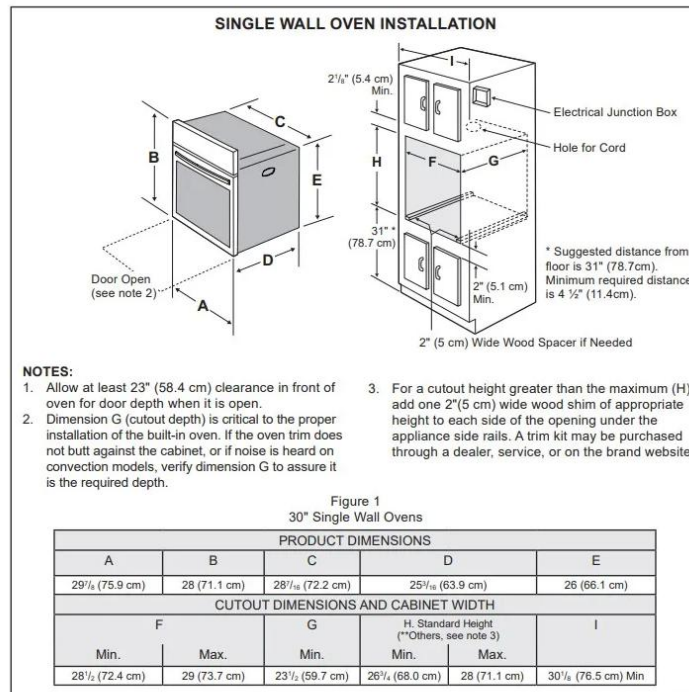 SINGLE WALL OVEN INSTALLATION
I
2¹/₈" (5.4 cm)
Min.
Electrical Junction Box
Hole for Cord
C
B
E
H
F
G
31" *
(78.7 cm)
D
A
Door Open
(see note 2)
2" (5.1 cm)
Min.
* Suggested distance from
floor is 31" (78.7cm).
Minimum required distance
is 4 ½" (11.4cm).
2" (5 cm) Wide Wood Spacer if Needed
NOTES:
1. Allow at least 23" (58.4 cm) clearance in front of
oven for door depth when it is open.
2. Dimension G (cutout depth) is critical to the proper
installation of the built-in oven. If the oven trim does
not butt against the cabinet, or if noise is heard on
convection models, verify dimension G to assure it
is the required depth.
3. For a cutout height greater than the maximum (H)
add one 2"(5 cm) wide wood shim of appropriate
height to each side of the opening under the
appliance side rails. A trim kit may be purchased
through a dealer, service, or on the brand website
Figure 1
30" Single Wall Ovens
PRODUCT DIMENSIONS
A B C D E
29⁷/₈ (75.9 cm) 28 (71.1 cm) 28⁷/₁₆ (72.2 cm) 25³/₁₆ (63.9 cm) 26 (66.1 cm)
CUTOUT DIMENSIONS AND CABINET WIDTH
F G H. Standard Height I
(**Others, see note 3)
Min. Max. Min. Min. Max.
28¹/₂ (72.4 cm) 29 (73.7 cm) 23¹/₂ (59.7 cm) 26³/₄ (68.0 cm) 28 (71.1 cm) 30¹/₈ (76.5 cm) Min